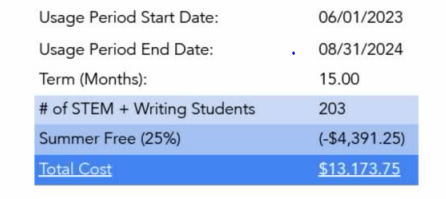 Usage Period Start Date: 06/01/2023
Usage Period End Date: 08/31/2024
Term (Months): 15.00
# of STEM + Writing Students 203
Summer Free (25%) (-$4,391.25)
Total Cost $13.173.75